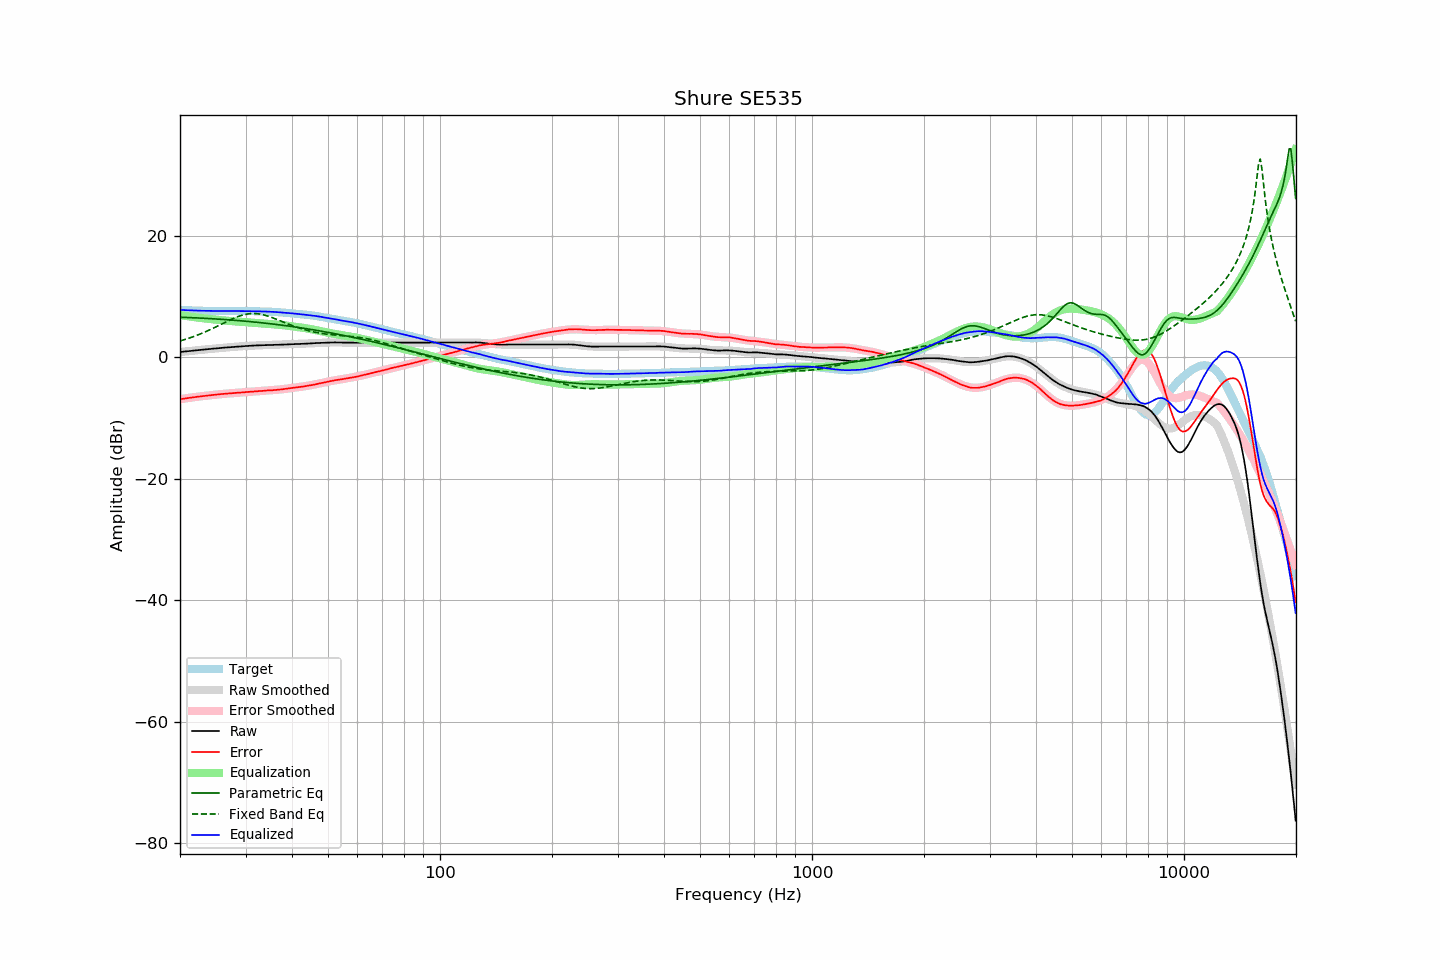 Shure SE535
Amplitude (dBr)
20
0
−20
−40
−60
−80
Target
Raw Smoothed
Error Smoothed
Raw
Error
Equalization
Parametric Eq
Fixed Band Eq
Equalized
100
1000
10000
Frequency (Hz)